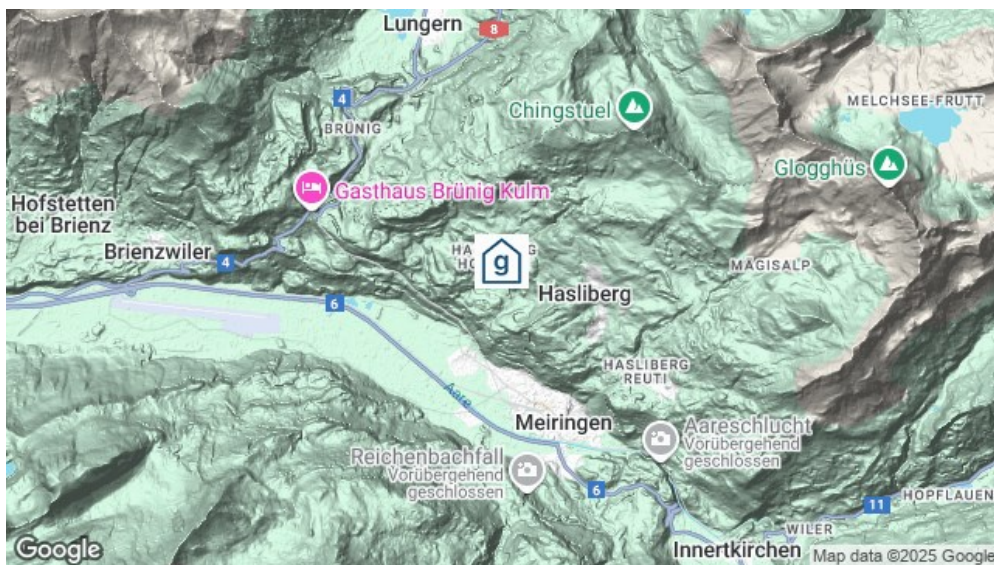 Lungern
8
4
Chingstuel
MELCHSEE-FRUTT
BRÜNIG
Glogghüs
Gasthaus Brünig Kulm
Hofstetten
bei Brienz
Brienzwiler
4
g
Hasliberg
MÄGISALP
6
HASLIBERG
REUTI
Aare
Meiringen
Aareschlucht
Vorübergehend
geschlossen
Reichenbachfall
Vorübergehend
geschlossen
6
11
HOPFLAUEN
WILER
Innertkirchen
Google
Map data ©2025 Google